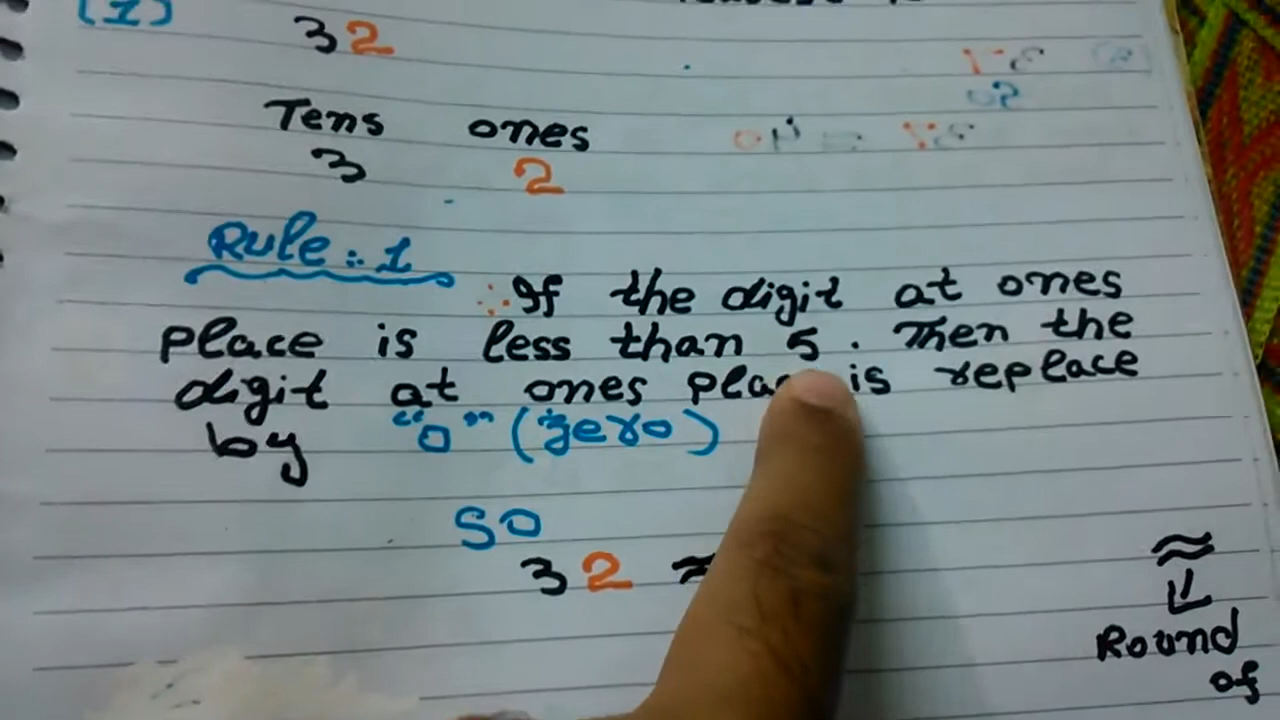 (1) 32
Tens ones
3 2
Rule : 1
∴ If the digit at ones
place is less than 5 . Then the
digit at ones is replace
by "0" (zero)
so
32 ≈
≈
Round
of